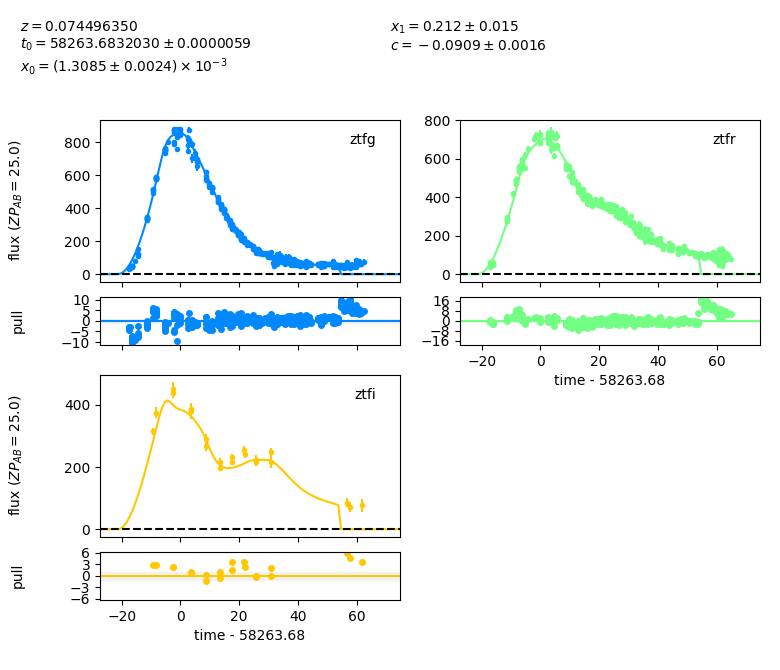 z = 0.074496350
t₀ = 58263.6832030 ± 0.0000059
x₀ = (1.3085 ± 0.0024) × 10⁻³
x₁ = 0.212 ± 0.015
c = −0.0909 ± 0.0016
ztfg
flux (ZP_AB = 25.0)
800
600
400
200
0
pull
10
5
0
−5
−10
ztfr
800
600
400
200
0
16
8
0
−8
−16
−20 0 20 40 60
time - 58263.68
ztfi
flux (ZP_AB = 25.0)
400
200
0
pull
6
3
0
−3
−6
−20 0 20 40 60
time - 58263.68